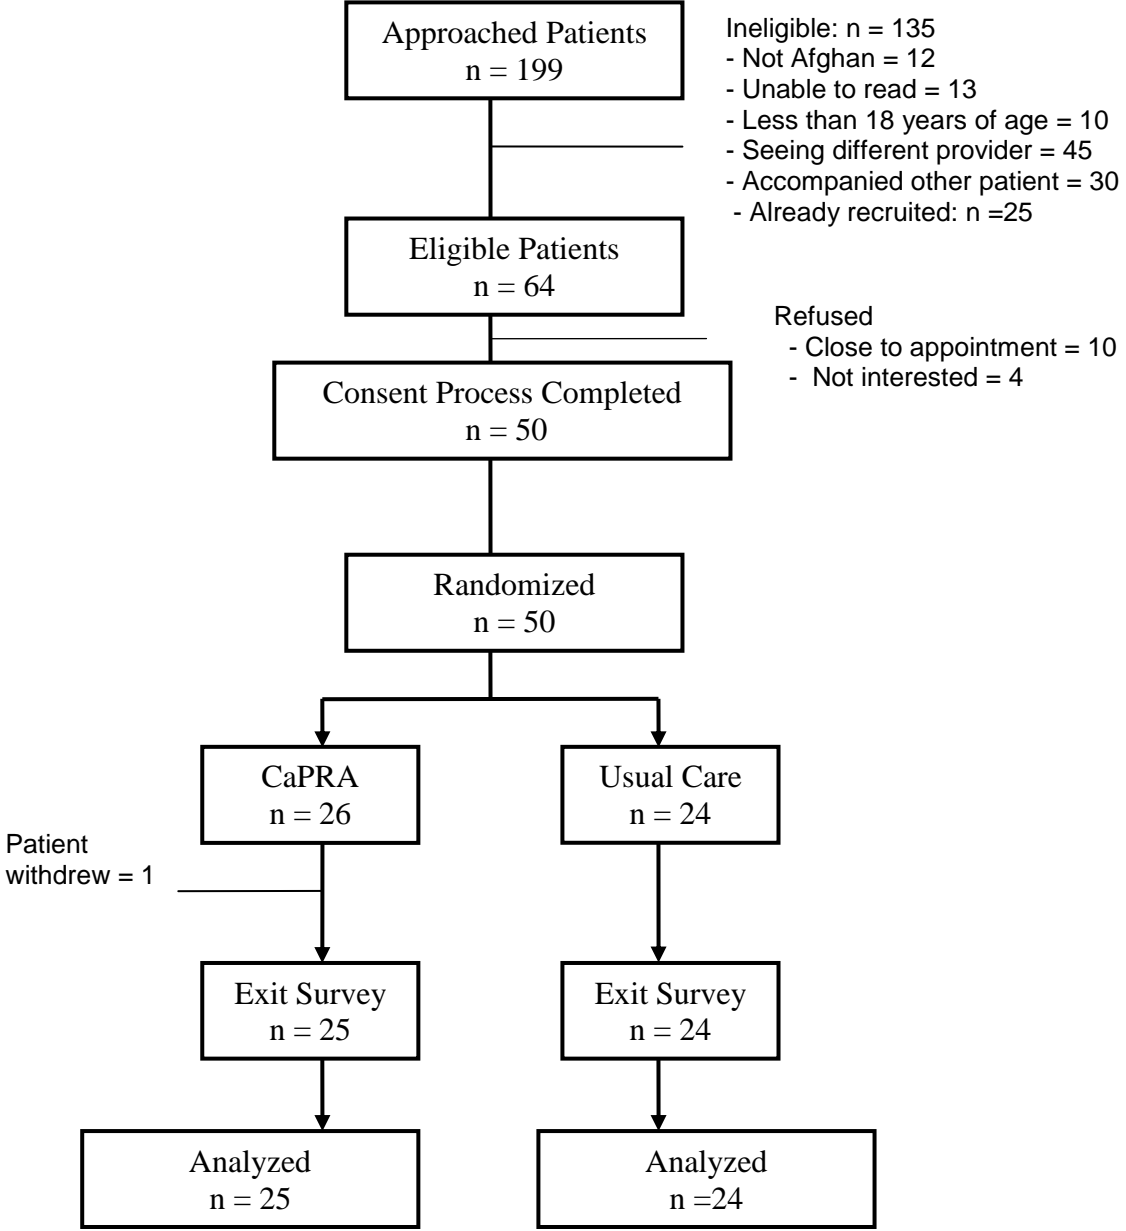 Approached Patients
n = 199
Ineligible: n = 135
- Not Afghan = 12
- Unable to read = 13
- Less than 18 years of age = 10
- Seeing different provider = 45
- Accompanied other patient = 30
- Already recruited: n =25
Eligible Patients
n = 64
Refused
- Close to appointment = 10
- Not interested = 4
Consent Process Completed
n = 50
Randomized
n = 50
CaPRA
n = 26
Usual Care
n = 24
Patient
withdrew = 1
Exit Survey
n = 25
Exit Survey
n = 24
Analyzed
n = 25
Analyzed
n =24